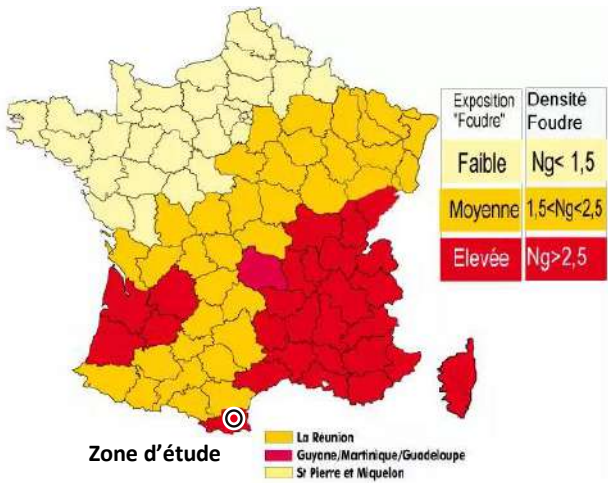 Exposition "Foudre"
Densité Foudre
Faible
Ng< 1,5
Moyenne
1,5<Ng<2,5
Elevée
Ng>2,5
Zone d'étude
La Réunion
Guyane/Martinique/Guadeloupe
St Pierre et Miquelon